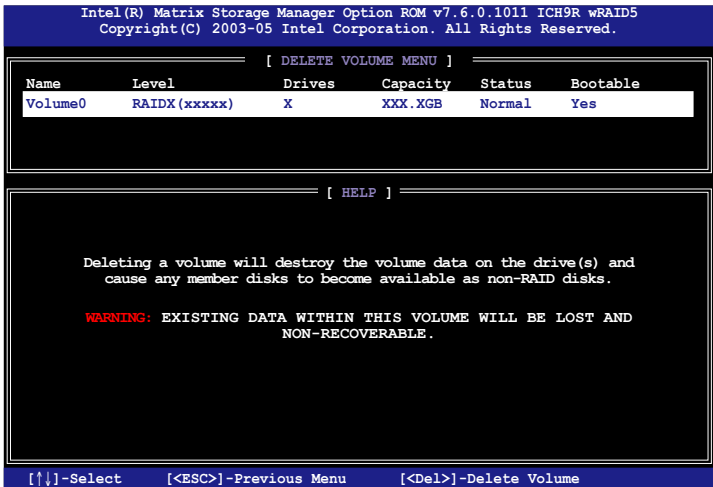 Intel(R) Matrix Storage Manager Option ROM v7.6.0.1011 ICH9R wRAID5
Copyright(C) 2003-05 Intel Corporation. All Rights Reserved.
[ DELETE VOLUME MENU ]
Name Level Drives Capacity Status Bootable
Volume0 RAIDX(xxxxx) X XXX.XGB Normal Yes
[ HELP ]
Deleting a volume will destroy the volume data on the drive(s) and
cause any member disks to become available as non-RAID disks.
WARNING: EXISTING DATA WITHIN THIS VOLUME WILL BE LOST AND
NON-RECOVERABLE.
[↑↓]-Select [<ESC>]-Previous Menu [<Del>]-Delete Volume